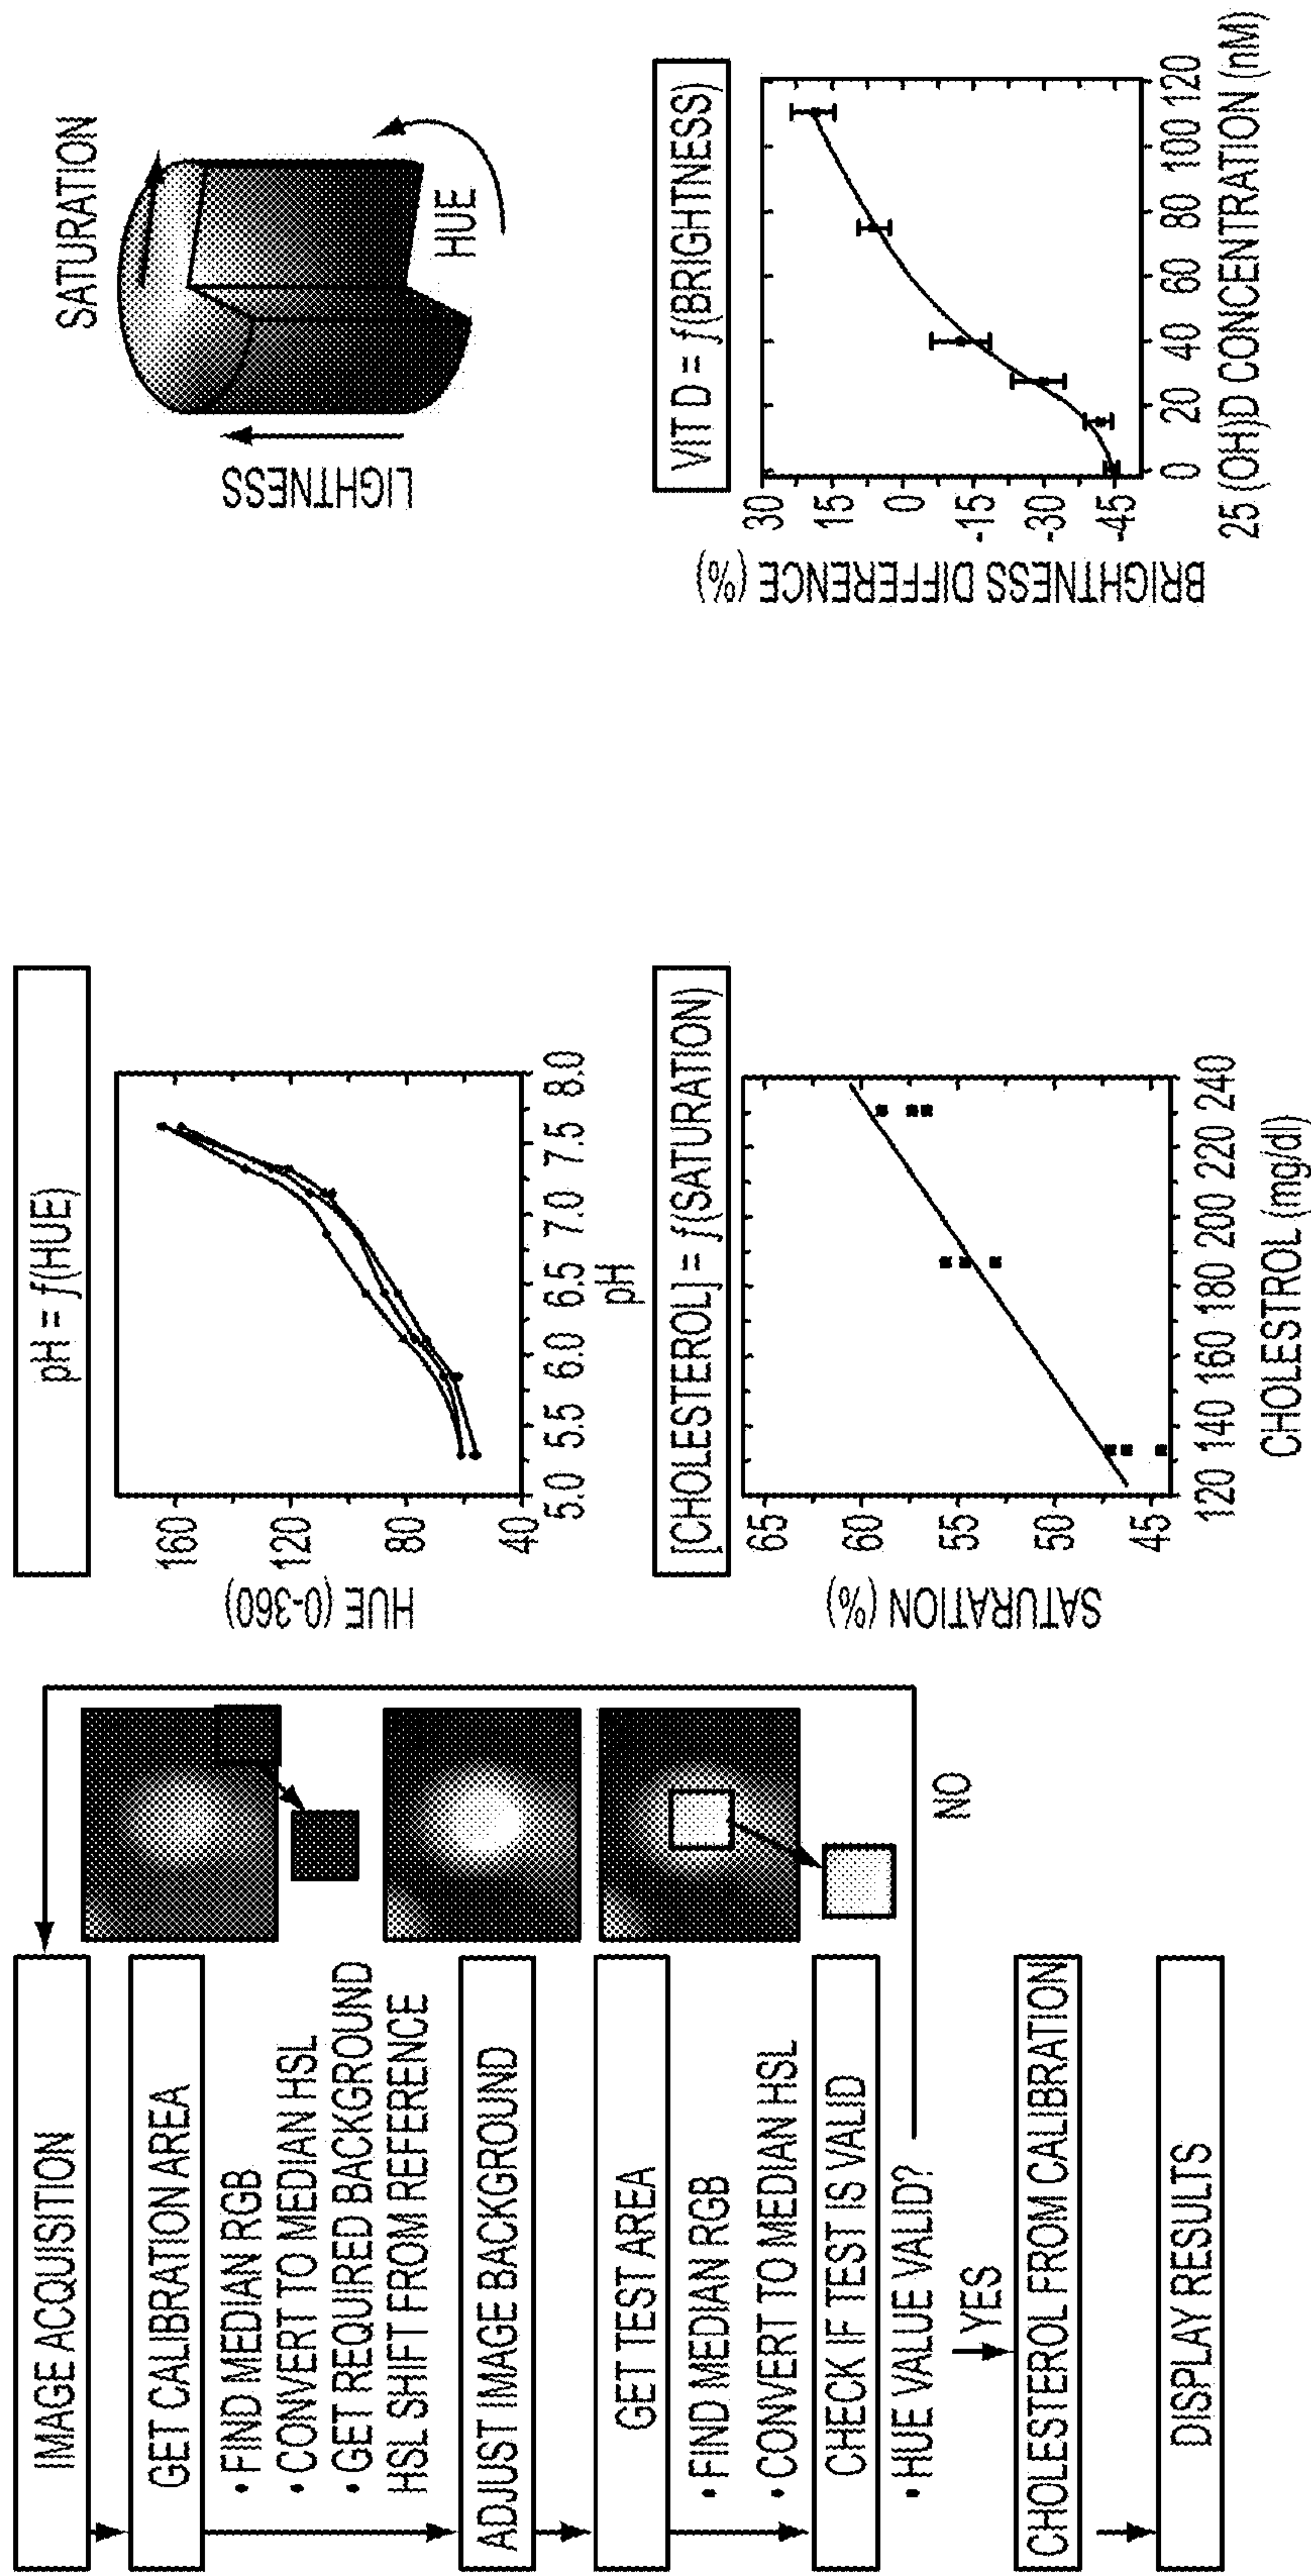 IMAGE ACQUISITION
GET CALIBRATION AREA
• FIND MEDIAN RGB
• CONVERT TO MEDIAN HSL
• GET REQUIRED BACKGROUND
HSL SHIFT FROM REFERENCE
ADJUST IMAGE BACKGROUND
GET TEST AREA
• FIND MEDIAN RGB
• CONVERT TO MEDIAN HSL
CHECK IF TEST IS VALID
• HUE VALUE VALID?
NO
YES
CHOLESTEROL FROM CALIBRATION
DISPLAY RESULTS
pH = f(HUE)
HUE (0-360)
160
120
80
40
5.0 5.5 6.0 6.5 7.0 7.5 8.0
pH
[CHOLESTEROL] = f(SATURATION)
SATURATION (%)
65
60
55
50
45
120 140 160 180 200 220 240
CHOLESTROL (mg/dl)
SATURATION
LIGHTNESS
HUE
VIT D = f(BRIGHTNESS)
BRIGHTNESS DIFFERENCE (%)
30
15
0
-15
-30
-45
0 20 40 60 80 100 120
25 (OH)D CONCENTRATION (nM)